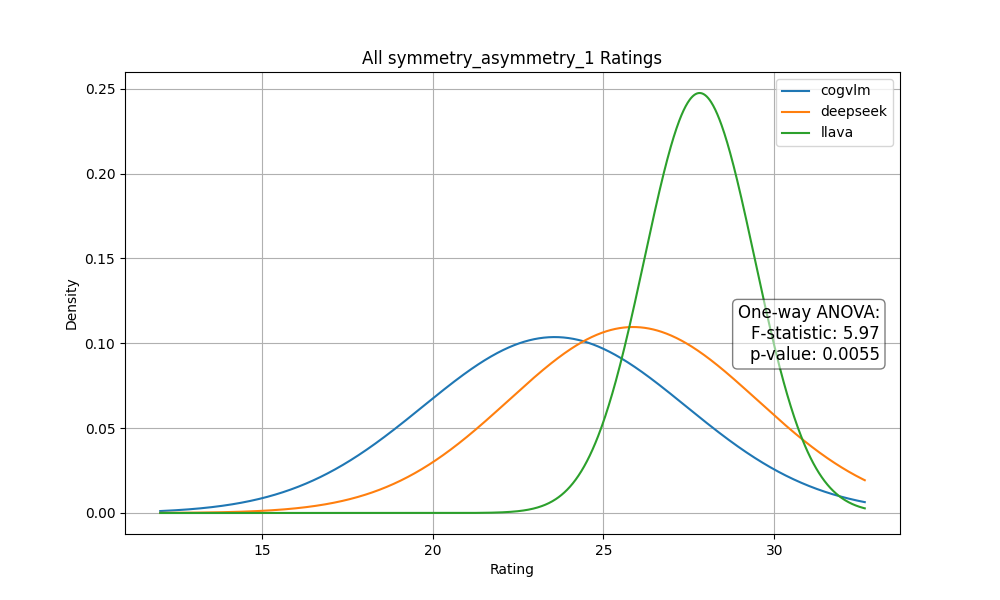 All symmetry_asymmetry_1 Ratings
cogvlm
deepseek
llava
One-way ANOVA:
F-statistic: 5.97
p-value: 0.0055
Density
0.25
0.20
0.15
0.10
0.05
0.00
15 20 25 30
Rating